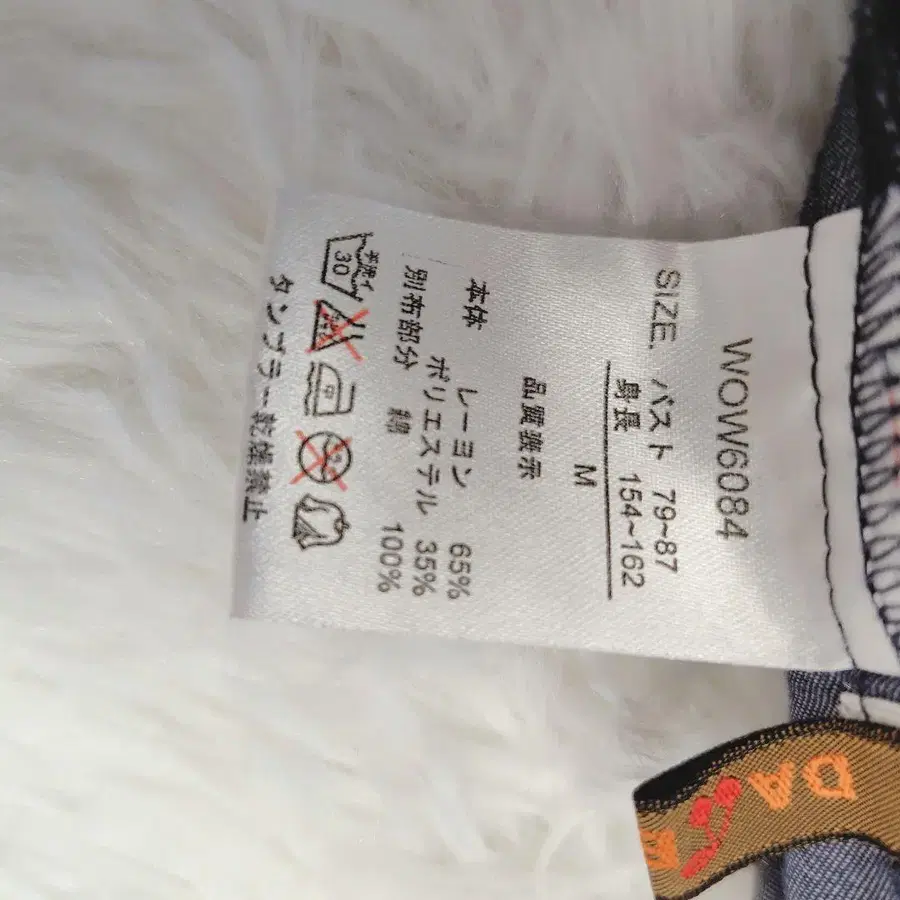 WOW6084
SIZE. バスト 79~87
身長 154~162
M
品質表示
本体 レーヨン 65%
ポリエステル 35%
別布部分 綿 100%
手洗イ
30
タンブラー乾燥禁止
DA